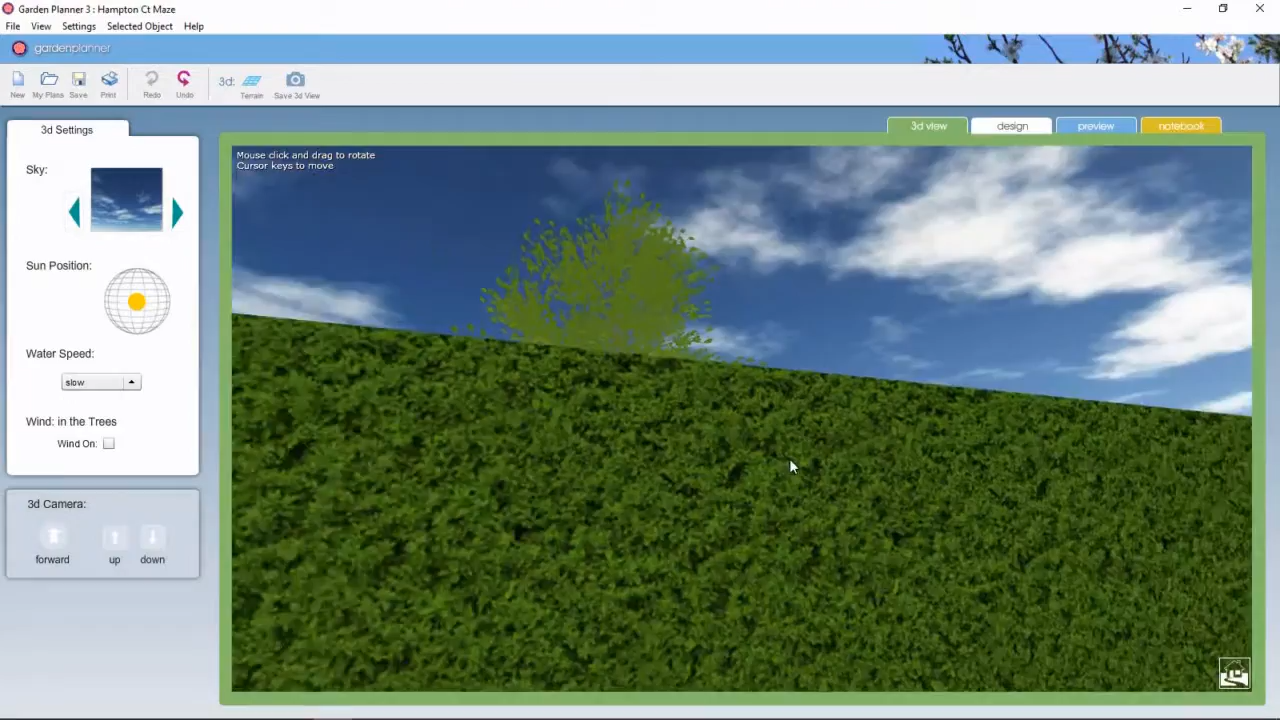 Garden Planner 3 : Hampton Ct Maze
File View Settings Selected Object Help
gardenplanner
New My Plans Save Print Redo Undo 3d: Terrain Save 3d View
3d Settings
3d view design preview notebook
Mouse click and drag to rotate
Cursor keys to move
Sky:
Sun Position:
Water Speed:
slow
Wind: in the Trees
Wind On:
3d Camera:
forward up down